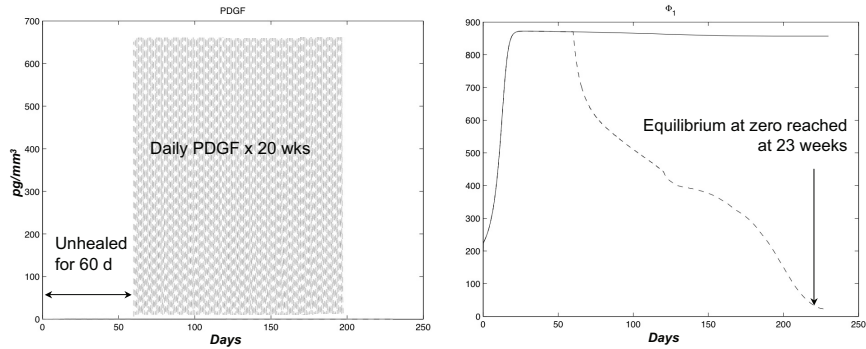 PDGF
700
600
500
400
300
200
100
0
pg/mm³
Daily PDGF x 20 wks
Unhealed
for 60 d
0 50 100 150 200 250
Days
Φ₁
900
800
700
600
500
400
300
200
100
0
Equilibrium at zero reached
at 23 weeks
0 50 100 150 200 250
Days